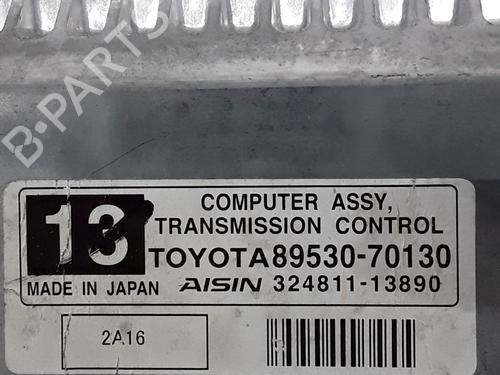 B-PARTS
13
COMPUTER ASSY,
TRANSMISSION CONTROL
TOYOTA 89530-70130
MADE IN JAPAN AISIN 324811-13890
2A16